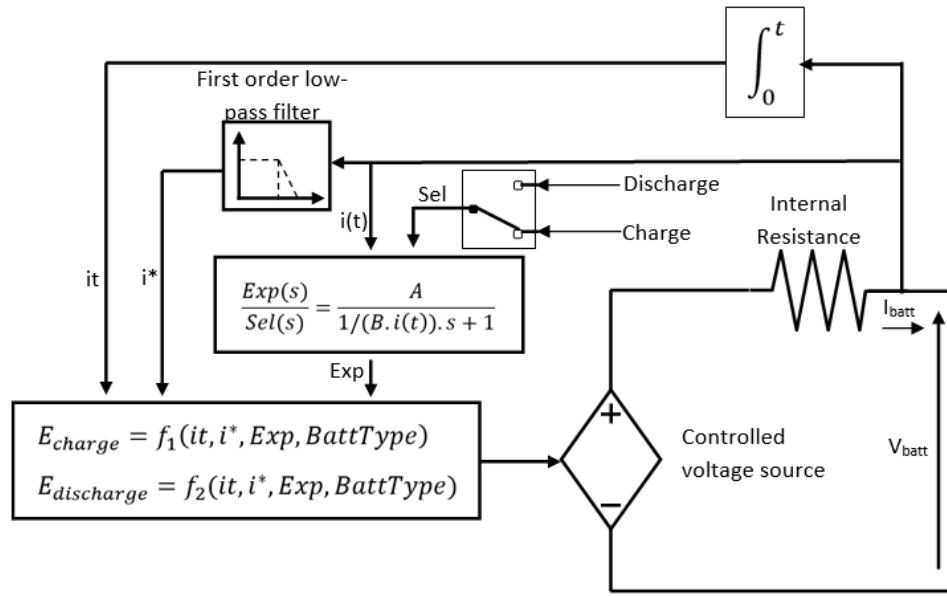 ∫₀ᵗ
First order low-
pass filter
Sel
Discharge
Charge
i(t)
it
i*
Internal
Resistance
Exp(s)/Sel(s) = A/(1/(B.i(t)).s + 1)
I_batt
Exp
+
E_charge = f₁(it, i*, Exp, BattType)
E_discharge = f₂(it, i*, Exp, BattType)
Controlled
voltage source
V_batt
−